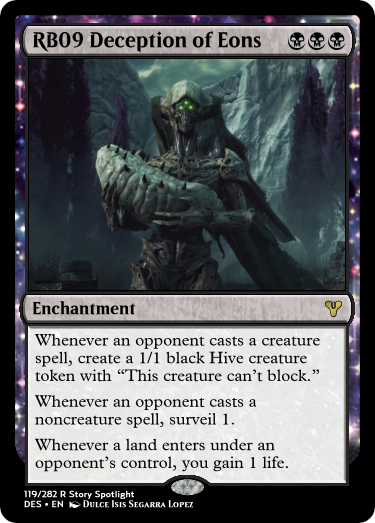 RB09 Deception of Eons
Enchantment
Whenever an opponent casts a creature
spell, create a 1/1 black Hive creature
token with “This creature can’t block.”
Whenever an opponent casts a
noncreature spell, surveil 1.
Whenever a land enters under an
opponent’s control, you gain 1 life.
119/282 R Story Spotlight
DES • EN Dulce Isis Segarra Lopez